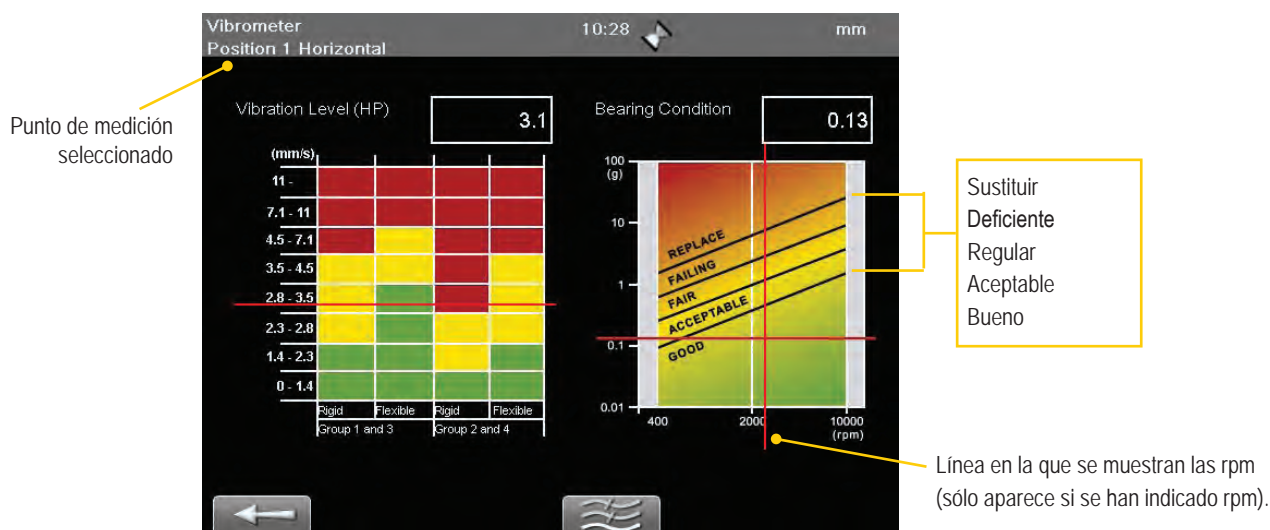 Vibrometer
10:28
mm
Position 1 Horizontal
Punto de medición
seleccionado
Vibration Level (HP)
3.1
(mm/s)
11 -
7.1 - 11
4.5 - 7.1
3.5 - 4.5
2.8 - 3.5
2.3 - 2.8
1.4 - 2.3
0 - 1.4
Rigid Flexible Rigid Flexible
Group 1 and 3 Group 2 and 4
Bearing Condition
0.13
100
(g)
10
1
0.1
0.01
REPLACE
FAILING
FAIR
ACCEPTABLE
GOOD
400 2000 10000
(rpm)
Sustituir
Deficiente
Regular
Aceptable
Bueno
Línea en la que se muestran las rpm
(sólo aparece si se han indicado rpm).